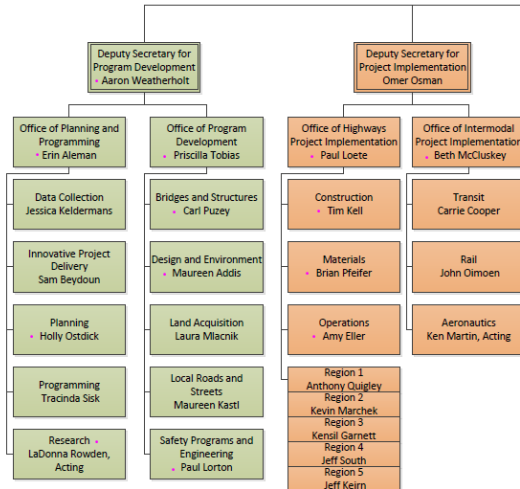 Deputy Secretary for
Program Development
Aaron Weatherholt
Deputy Secretary for
Project Implementation
Omer Osman
Office of Planning and
Programming
Erin Aleman
Office of Program
Development
Priscilla Tobias
Office of Highways
Project Implementation
Paul Loete
Office of Intermodal
Project Implementation
Beth McCluskey
Data Collection
Jessica Keldermans
Bridges and Structures
Carl Puzey
Construction
Tim Kell
Transit
Carrie Cooper
Innovative Project
Delivery
Sam Beydoun
Design and Environment
Maureen Addis
Materials
Brian Pfeifer
Rail
John Oimoen
Planning
Holly Ostdick
Land Acquisition
Laura Mlacnik
Operations
Amy Eller
Aeronautics
Ken Martin, Acting
Programming
Tracinda Sisk
Local Roads and
Streets
Maureen Kastl
Region 1
Anthony Quigley
Region 2
Kevin Marchek
Region 3
Kensil Garnett
Region 4
Jeff South
Region 5
Jeff Keirn
Research
LaDonna Rowden,
Acting
Safety Programs and
Engineering
Paul Lorton